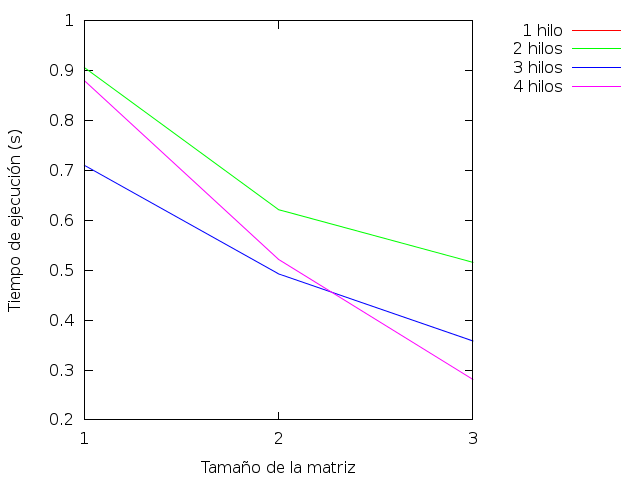 1
0.9
0.8
0.7
0.6
0.5
0.4
0.3
0.2
1 2 3
Tiempo de ejecución (s)
Tamaño de la matriz
1 hilo
2 hilos
3 hilos
4 hilos